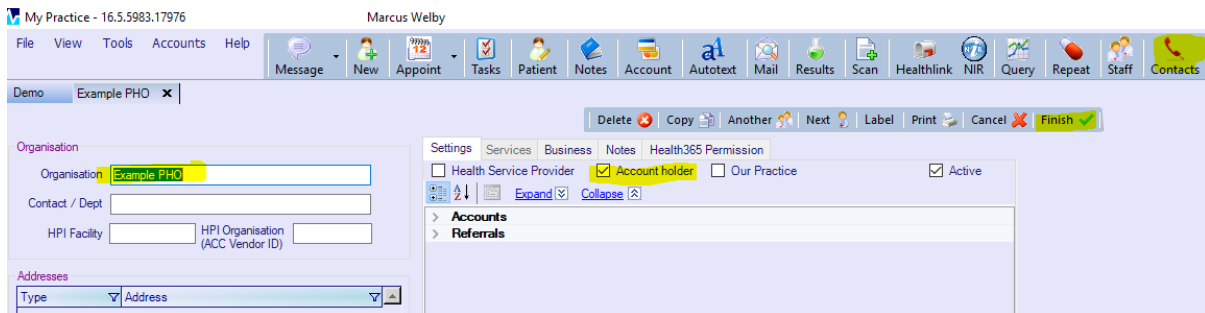 My Practice - 16.5.5983.17976 Marcus Welby
File View Tools Accounts Help
Message New Appoint Tasks Patient Notes Account Autotext Mail Results Scan Healthlink NIR Query Repeat Staff Contacts
Demo Example PHO x
Delete Copy Another Next Label Print Cancel Finish
Organisation
Organisation Example PHO
Contact / Dept
HPI Facility HPI Organisation
(ACC Vendor ID)
Settings Services Business Notes Health365 Permission
Health Service Provider Account holder Our Practice Active
Expand Collapse
Accounts
Referrals
Addresses
Type Address